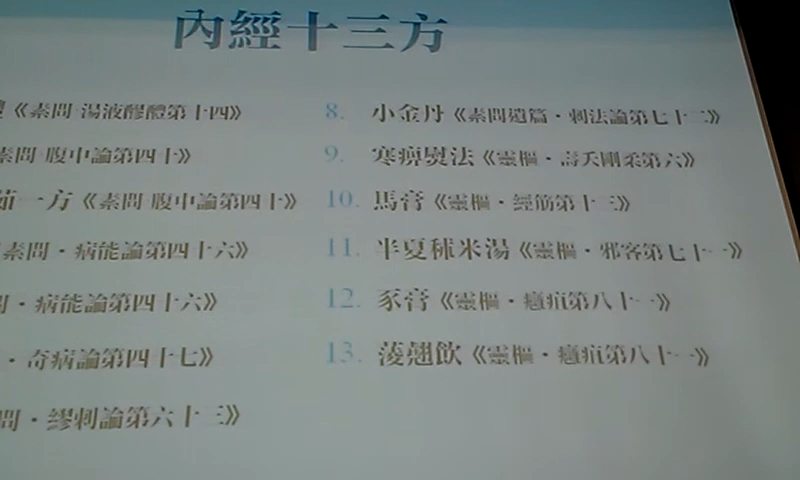 內經十三方
《素問·湯液醪醴第十四》
素問·腹中論第四十》
茹一方《素問·腹中論第四十》
素問·病能論第四十六》
·病能論第四十六》
·奇病論第四十七》
問·繆刺論第六十三》
8. 小金丹《素問遺篇·刺法論第七十二》
9. 寒痹熨法《靈樞·壽夭剛柔第六》
10. 馬膏《靈樞·經筋第十三》
11. 半夏秫米湯《靈樞·邪客第七十一》
12. 豕膏《靈樞·癰疽第八十一》
13. 䔖翹飲《靈樞·癰疽第八十一》